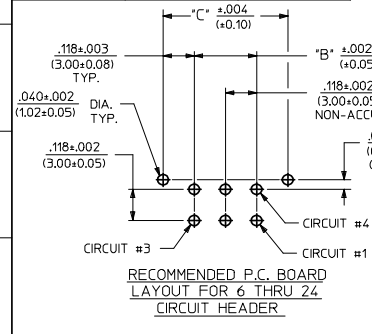 "C" ±.004
(±0.10)
.118±.003
(3.00±0.08)
TYP.
"B" ±.002
(±0.05
.118±.002
(3.00±0.05
NON-ACCU
.040±.002 DIA.
(1.02±0.05) TYP.
.118±.002
(3.00±0.05)
CIRCUIT #4
CIRCUIT #3
CIRCUIT #1
RECOMMENDED P.C. BOARD
LAYOUT FOR 6 THRU 24
CIRCUIT HEADER